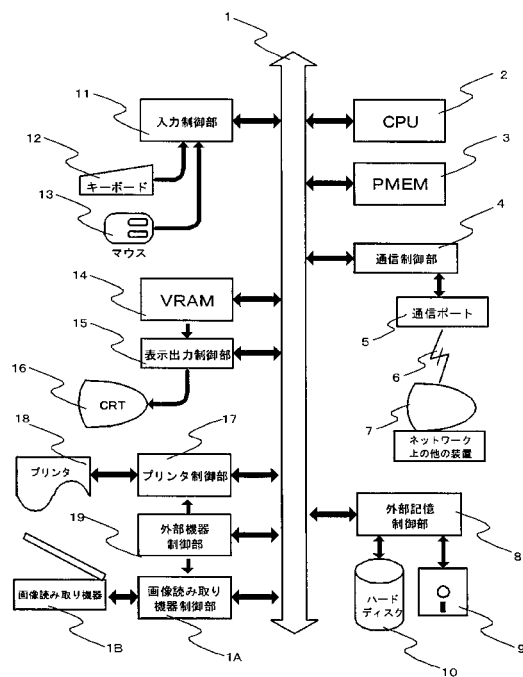 1
11
入力制御部
2
CPU
12
キーボード
3
PMEM
13
マウス
4
通信制御部
14
VRAM
5
通信ポート
15
表示出力制御部
6
16
CRT
7
ネットワーク
上の他の装置
18
プリンタ
17
プリンタ制御部
19
外部機器
制御部
外部記憶
制御部
8
画像読み取り機器
1B
画像読み取り
機器制御部
1A
ハード
ディスク
10
9